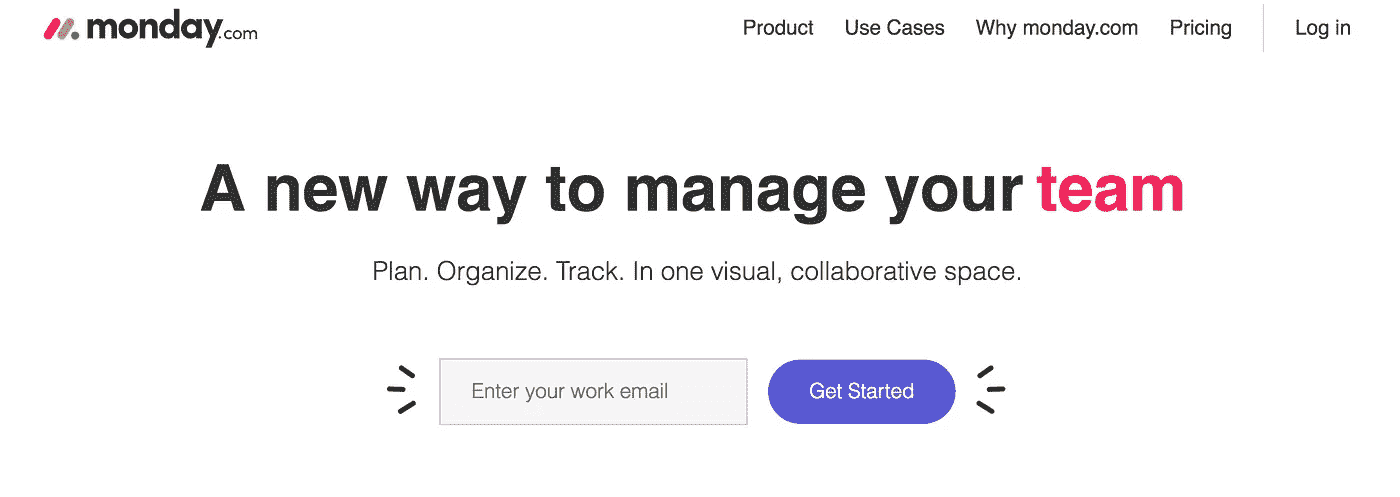 monday.com
Product Use Cases Why monday.com Pricing Log in
A new way to manage your team
Plan. Organize. Track. In one visual, collaborative space.
Enter your work email
Get Started